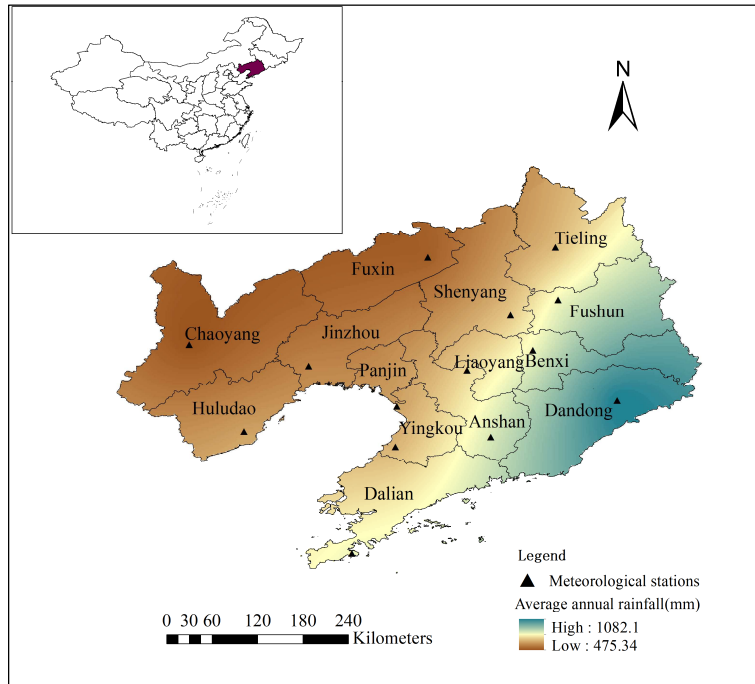 N
Tieling
Fuxin
Shenyang
Fushun
Chaoyang
Jinzhou
Panjin
Liaoyang
Benxi
Huludao
Yingkou
Anshan
Dandong
Dalian
Legend
Meteorological stations
Average annual rainfall(mm)
High : 1082.1
Low : 475.34
0 30 60 120 180 240
Kilometers